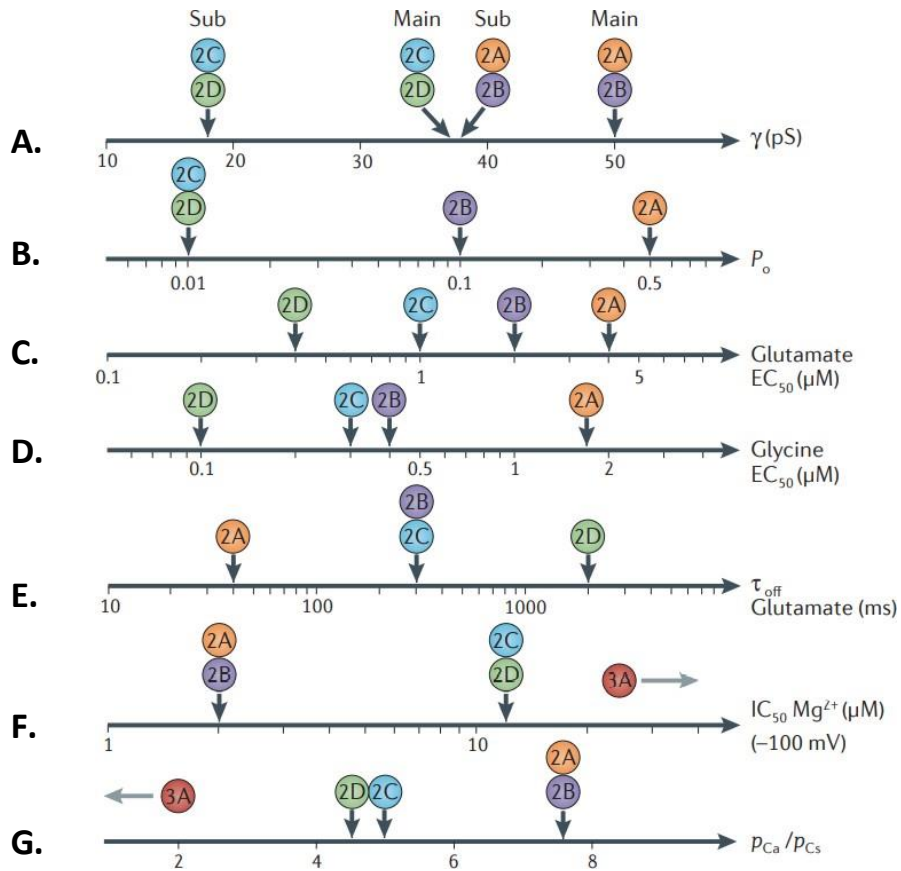 Sub Main Sub Main
2C 2C 2A 2A
2D 2D 2B 2B
A. γ (pS)
10 20 30 40 50
2C
2D 2B 2A
B. Po
0.01 0.1 0.5
2D 2C 2B 2A
C. Glutamate
0.1 1 5 EC50 (μM)
2D 2C 2B 2A
D. Glycine
0.1 0.5 1 2 EC50 (μM)
2B
2A 2C 2D
E. τoff
10 100 1000 Glutamate (ms)
2A 2C
2B 2D 3A
F. IC50 Mg2+ (μM)
1 10 (−100 mV)
2A
3A 2D 2C 2B
G. pCa /pCs
2 4 6 8